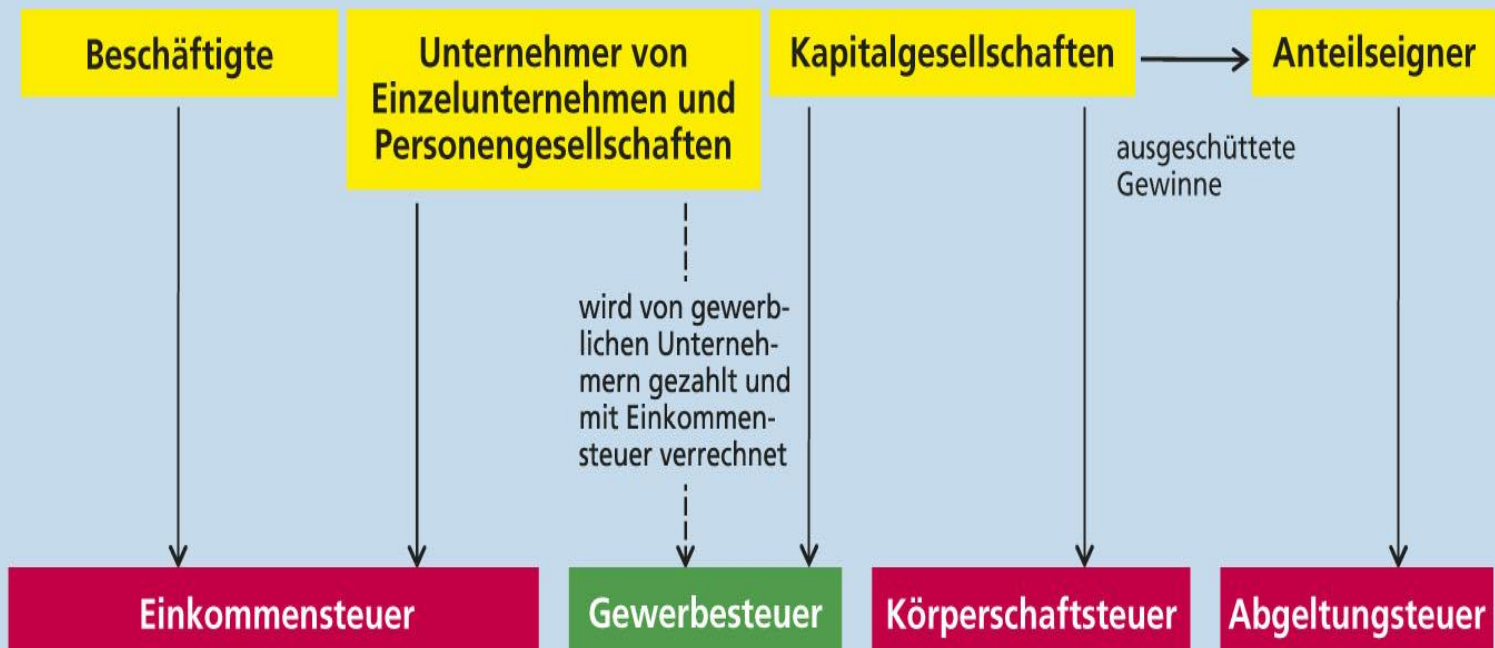 Beschäftigte
Unternehmer von
Einzelunternehmen und
Personengesellschaften
Kapitalgesellschaften
Anteilseigner
ausgeschüttete
Gewinne
wird von gewerb-
lichen Unterneh-
mern gezahlt und
mit Einkommen-
steuer verrechnet
Einkommensteuer
Gewerbesteuer
Körperschaftsteuer
Abgeltungsteuer